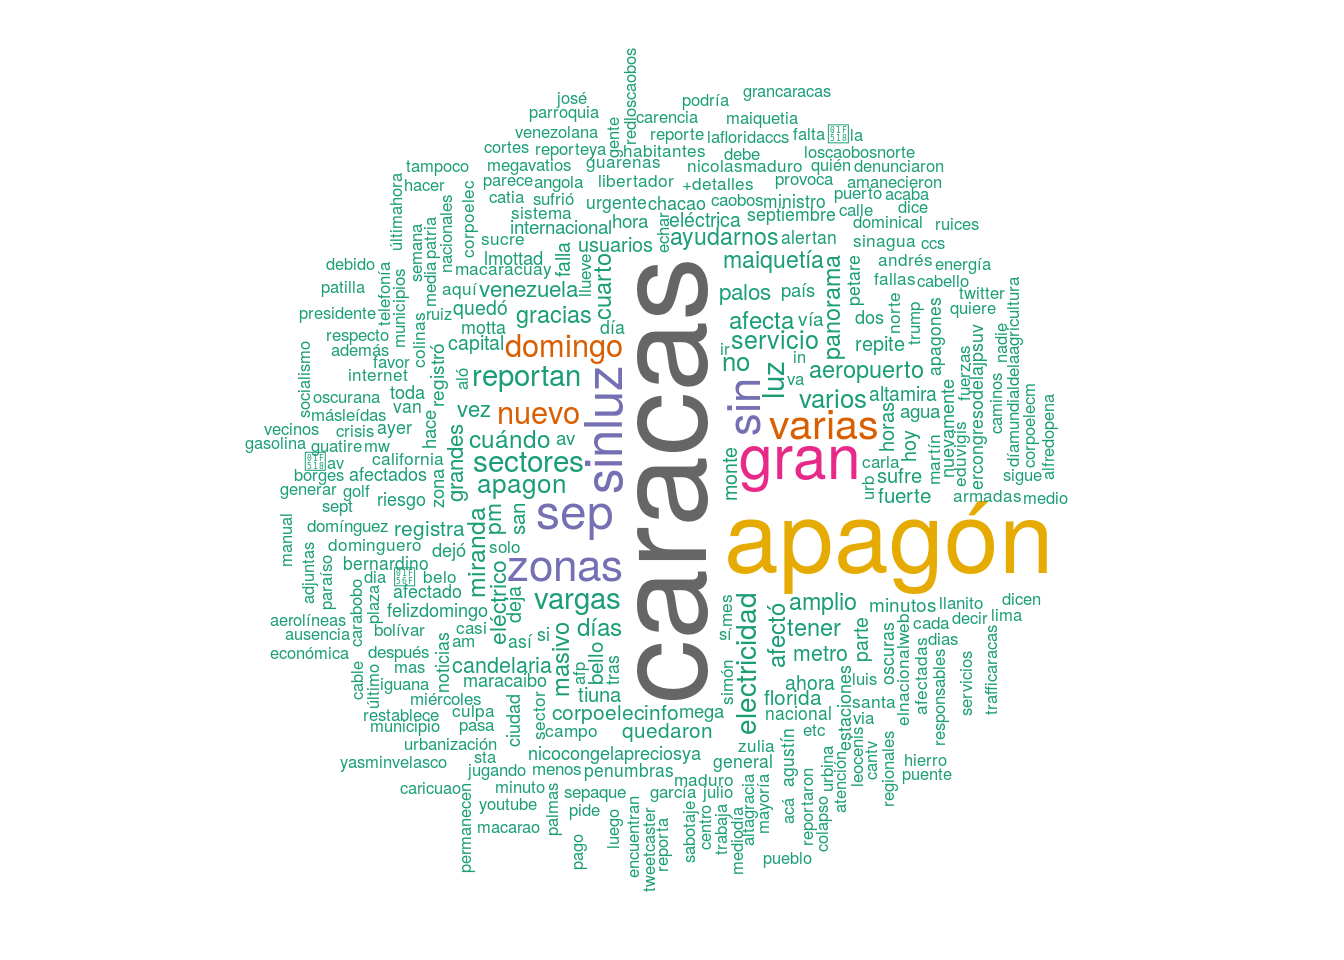 redloscaobos
josé
podría
grancaracas
parroquia
carencia
maiquetia
venezolana
gente
reporte
lafloridaccs
falta
la
cortes
reporteya
habitantes
debe
loscaobosnorte
tampoco
megavatios
guarenas
nicolasmaduro
quién
denunciaron
hacer
parece
angola
libertador
+detalles
provoca
amanecieron
últimahora
catia
sufrió
urgente
chacao
caobos
ministro
puerto
acaba
nacionales
corpoelec
sistema
hora
eléctrica
septiembre
calle
dice
patria
internacional
echar
ayudarnos
alertan
dominical
ruices
semana
sucre
usuarios
sinagua
ccs
debido
lmottad
falla
maiquetía
andrés
energía
patilla
media
macaracuay
llueve
cuarto
caracas
panorama
petare
fallas
cabello
telefonía
municipios
aquí
venezuela
palos
país
twitter
presidente
ruiz
quedó
gracias
afecta
vía
dos
norte
trump
apagones
quiere
respecto
colinas
motta
día
servicio
repite
además
capital
domingo
ir
in
nadie
díamundialdelaagricultura
favor
registró
no
luz
aeropuerto
fuerzas
ercongresodelajpsuv
internet
aló
reportan
sinluz
sin
va
socialismo
oscurana
toda
varios
altamira
nuevamente
caminos
corpoelecm
másleídas
van
vez
nuevo
varias
horas
agua
vecinos
crisis
ayer
hace
cuándo
av
hoy
martín
eduvigis
alfredopena
gasolina
guatire
mw
gran
av
california
sectores
monte
carla
sigue
borges
afectados
zona
grandes
apagon
urb
sufre
generar
golf
riesgo
fuerte
armadas
medio
sept
sep
apagón
manual
domínguez
registra
pm
san
dominguero
dejó
solo
adjuntas
paraíso
bernardino
miranda
zonas
dia
belo
afectado
eléctrico
deja
vargas
electricidad
amplio
minutos
llanito
dicen
carabobo
plaza
felizdomingo
mes
aerolíneas
cada
decir
lima
ausencia
bolívar
casi
días
sí
afectó
tener
parte
dias
am
así
si
económica
después
masivo
bello
metro
oscuras
elnacionalweb
afectadas
responsables
servicios
traficcaracas
mas
noticias
candelaria
afp
tras
cable
último
iguana
maracaibo
tiuna
simón
ahora
luis
miércoles
florida
estaciones
santa
restablece
culpa
ciudad
sector
corpoelecinfo
mega
nacional
via
municipio
pasa
campo
quedaron
etc
urbanización
zulia
leocenis
cantv
regionales
yasminvelasco
sta
nicocongelapreciosya
general
agustín
urbina
atención
hierro
jugando
menos
penumbras
puente
caricuao
minuto
sepaque
maduro
garcía
julio
altagracia
mayoría
acá
reportaron
colapso
permanecen
youtube
palmas
pide
macarao
pago
luego
encuentran
tweetcaster
reporta
sabotaje
centro
trabaja
mediodía
pueblo